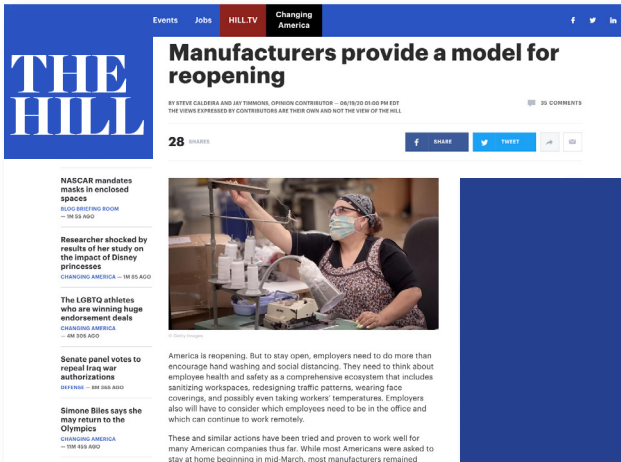 Events Jobs HILL.TV Changing
America
THE
HILL
Manufacturers provide a model for
reopening
BY STEVE CALDEIRA AND JAY TIMMONS, OPINION CONTRIBUTOR — 06/19/20 01:00 PM EDT
THE VIEWS EXPRESSED BY CONTRIBUTORS ARE THEIR OWN AND NOT THE VIEW OF THE HILL
35 COMMENTS
28 SHARES
SHARE
TWEET
NASCAR mandates
masks in enclosed
spaces
BLOG BRIEFING ROOM
— 1M 5S AGO
Researcher shocked by
results of her study on
the impact of Disney
princesses
CHANGING AMERICA — 1M 8S AGO
The LGBTQ athletes
who are winning huge
endorsement deals
CHANGING AMERICA
— 4M 30S AGO
Senate panel votes to
repeal Iraq war
authorizations
DEFENSE — 8M 36S AGO
Simone Biles says she
may return to the
Olympics
CHANGING AMERICA
— 11M 45S AGO
© Getty Images
America is reopening. But to stay open, employers need to do more than
encourage hand washing and social distancing. They need to think about
employee health and safety as a comprehensive ecosystem that includes
sanitizing workspaces, redesigning traffic patterns, wearing face
coverings, and possibly even taking workers' temperatures. Employers
also will have to consider which employees need to be in the office and
which can continue to work remotely.
These and similar actions have been tried and proven to work well for
many American companies thus far. While most Americans were asked to
stay at home beginning in mid-March, most manufacturers remained